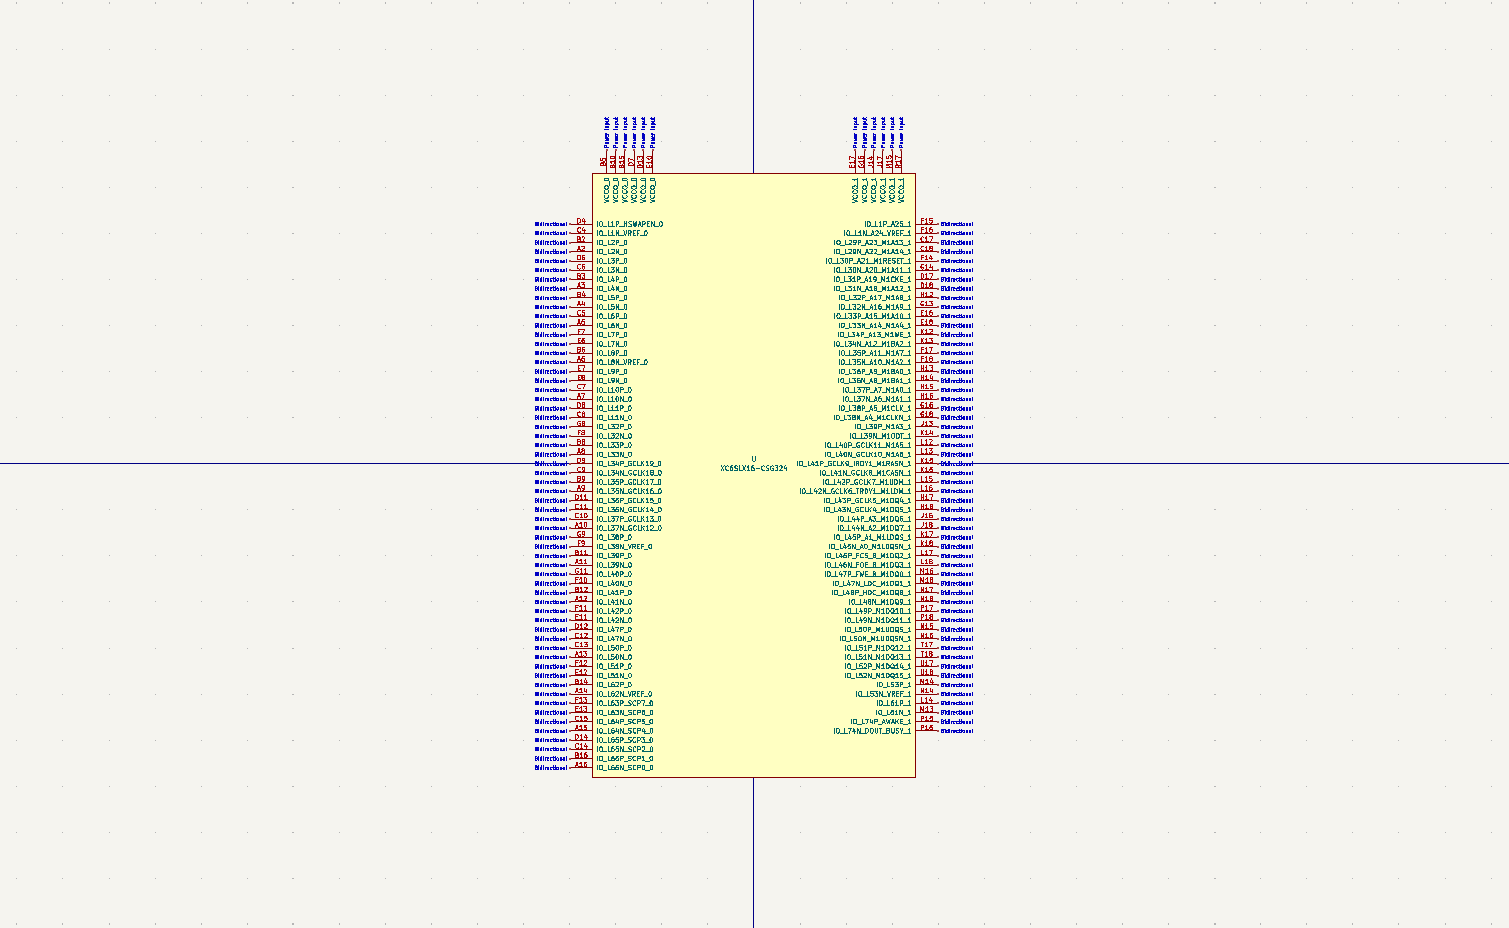 Power Input Power Input Power Input Power Input Power Input Power Input
Power Input Power Input Power Input Power Input Power Input Power Input
B5 B10 B15 D7 D13 E10
E17 G15 J14 J17 M15 R17
VCCO_0 VCCO_0 VCCO_0 VCCO_0 VCCO_0 VCCO_0
VCCO_1 VCCO_1 VCCO_1 VCCO_1 VCCO_1 VCCO_1
Bidirectional D4 IO_L1P_HSWAPEN_0 IO_L1P_A25_1 F15 Bidirectional
Bidirectional C4 IO_L1N_VREF_0 IO_L1N_A24_VREF_1 F16 Bidirectional
Bidirectional B2 IO_L2P_0 IO_L29P_A23_M1A13_1 C17 Bidirectional
Bidirectional A2 IO_L2N_0 IO_L29N_A22_M1A14_1 C18 Bidirectional
Bidirectional D6 IO_L3P_0 IO_L30P_A21_M1RESET_1 F14 Bidirectional
Bidirectional C6 IO_L3N_0 IO_L30N_A20_M1A11_1 G14 Bidirectional
Bidirectional B3 IO_L4P_0 IO_L31P_A19_M1CKE_1 D17 Bidirectional
Bidirectional A3 IO_L4N_0 IO_L31N_A18_M1A12_1 D18 Bidirectional
Bidirectional B4 IO_L5P_0 IO_L32P_A17_M1A8_1 H12 Bidirectional
Bidirectional A4 IO_L5N_0 IO_L32N_A16_M1A9_1 G13 Bidirectional
Bidirectional C5 IO_L6P_0 IO_L33P_A15_M1A10_1 E16 Bidirectional
Bidirectional A5 IO_L6N_0 IO_L33N_A14_M1A4_1 E18 Bidirectional
Bidirectional F7 IO_L7P_0 IO_L34P_A13_M1WE_1 K12 Bidirectional
Bidirectional E6 IO_L7N_0 IO_L34N_A12_M1BA2_1 K13 Bidirectional
Bidirectional B6 IO_L8P_0 IO_L35P_A11_M1A7_1 F17 Bidirectional
Bidirectional A6 IO_L8N_VREF_0 IO_L35N_A10_M1A2_1 F18 Bidirectional
Bidirectional E7 IO_L9P_0 IO_L36P_A9_M1BA0_1 H13 Bidirectional
Bidirectional E8 IO_L9N_0 IO_L36N_A8_M1BA1_1 H14 Bidirectional
Bidirectional C7 IO_L10P_0 IO_L37P_A7_M1A0_1 H15 Bidirectional
Bidirectional A7 IO_L10N_0 IO_L37N_A6_M1A1_1 H16 Bidirectional
Bidirectional D8 IO_L11P_0 IO_L38P_A5_M1CLK_1 G16 Bidirectional
Bidirectional C8 IO_L11N_0 IO_L38N_A4_M1CLKN_1 G18 Bidirectional
Bidirectional G8 IO_L32P_0 IO_L39P_M1A3_1 J13 Bidirectional
Bidirectional F8 IO_L32N_0 IO_L39N_M1ODT_1 K14 Bidirectional
Bidirectional B8 IO_L33P_0 IO_L40P_GCLK11_M1A5_1 L12 Bidirectional
Bidirectional A8 IO_L33N_0 IO_L40N_GCLK10_M1A6_1 L13 Bidirectional
U
Bidirectional D9 IO_L34P_GCLK19_0 IO_L41P_GCLK9_IRDY1_M1RASN_1 K15 Bidirectional
XC6SLX16-CSG324
Bidirectional C9 IO_L34N_GCLK18_0 IO_L41N_GCLK8_M1CASN_1 K16 Bidirectional
Bidirectional B9 IO_L35P_GCLK17_0 IO_L42P_GCLK7_M1UDM_1 L15 Bidirectional
Bidirectional A9 IO_L35N_GCLK16_0 IO_L42N_GCLK6_TRDY1_M1LDM_1 L16 Bidirectional
Bidirectional D11 IO_L36P_GCLK15_0 IO_L43P_GCLK5_M1DQ4_1 H17 Bidirectional
Bidirectional C11 IO_L36N_GCLK14_0 IO_L43N_GCLK4_M1DQ5_1 H18 Bidirectional
Bidirectional C10 IO_L37P_GCLK13_0 IO_L44P_A3_M1DQ6_1 J16 Bidirectional
Bidirectional A10 IO_L37N_GCLK12_0 IO_L44N_A2_M1DQ7_1 J18 Bidirectional
Bidirectional G9 IO_L38P_0 IO_L45P_A1_M1LDQS_1 K17 Bidirectional
Bidirectional F9 IO_L38N_VREF_0 IO_L45N_A0_M1LDQSN_1 K18 Bidirectional
Bidirectional B11 IO_L39P_0 IO_L46P_FCS_B_M1DQ2_1 L17 Bidirectional
Bidirectional A11 IO_L39N_0 IO_L46N_FOE_B_M1DQ3_1 L18 Bidirectional
Bidirectional G11 IO_L40P_0 IO_L47P_FWE_B_M1DQ0_1 M16 Bidirectional
Bidirectional F10 IO_L40N_0 IO_L47N_LDC_M1DQ1_1 M18 Bidirectional
Bidirectional B12 IO_L41P_0 IO_L48P_HDC_M1DQ8_1 N17 Bidirectional
Bidirectional A12 IO_L41N_0 IO_L48N_M1DQ9_1 N18 Bidirectional
Bidirectional F11 IO_L42P_0 IO_L49P_M1DQ10_1 P17 Bidirectional
Bidirectional E11 IO_L42N_0 IO_L49N_M1DQ11_1 P18 Bidirectional
Bidirectional D12 IO_L47P_0 IO_L50P_M1UDQS_1 N15 Bidirectional
Bidirectional C12 IO_L47N_0 IO_L50N_M1UDQSN_1 N16 Bidirectional
Bidirectional C13 IO_L50P_0 IO_L51P_M1DQ12_1 T17 Bidirectional
Bidirectional A13 IO_L50N_0 IO_L51N_M1DQ13_1 T18 Bidirectional
Bidirectional F12 IO_L51P_0 IO_L52P_M1DQ14_1 U17 Bidirectional
Bidirectional E12 IO_L51N_0 IO_L52N_M1DQ15_1 U18 Bidirectional
Bidirectional B14 IO_L62P_0 IO_L53P_1 M14 Bidirectional
Bidirectional A14 IO_L62N_VREF_0 IO_L53N_VREF_1 N14 Bidirectional
Bidirectional F13 IO_L63P_SCP7_0 IO_L61P_1 L14 Bidirectional
Bidirectional E13 IO_L63N_SCP6_0 IO_L61N_1 M13 Bidirectional
Bidirectional C15 IO_L64P_SCP5_0 IO_L74P_AWAKE_1 P15 Bidirectional
Bidirectional A15 IO_L64N_SCP4_0 IO_L74N_DOUT_BUSY_1 P16 Bidirectional
Bidirectional D14 IO_L65P_SCP3_0
Bidirectional C14 IO_L65N_SCP2_0
Bidirectional B16 IO_L66P_SCP1_0
Bidirectional A16 IO_L66N_SCP0_0